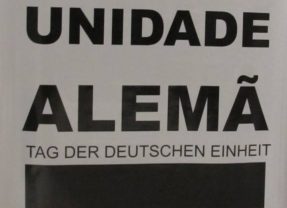 UNIDADE
ALEMÃ
TAG DER DEUTSCHEN EINHEIT